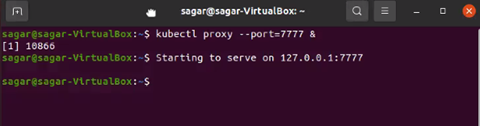 sagar@sagar-VirtualBox: ~
sagar@sagar-VirtualBox:~$ kubectl proxy --port=7777 &
[1] 10866
sagar@sagar-VirtualBox:~$ Starting to serve on 127.0.0.1:7777
sagar@sagar-VirtualBox:~$